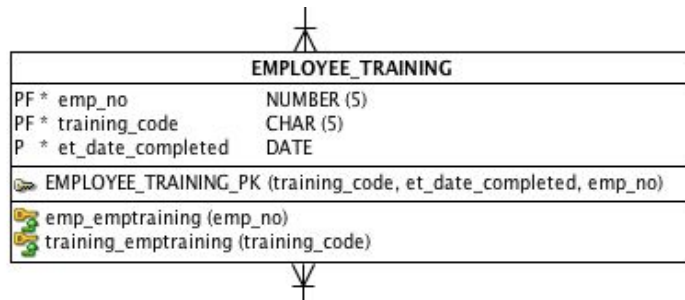 EMPLOYEE_TRAINING
PF * emp_no NUMBER (5)
PF * training_code CHAR (5)
P * et_date_completed DATE
EMPLOYEE_TRAINING_PK (training_code, et_date_completed, emp_no)
emp_emptraining (emp_no)
training_emptraining (training_code)